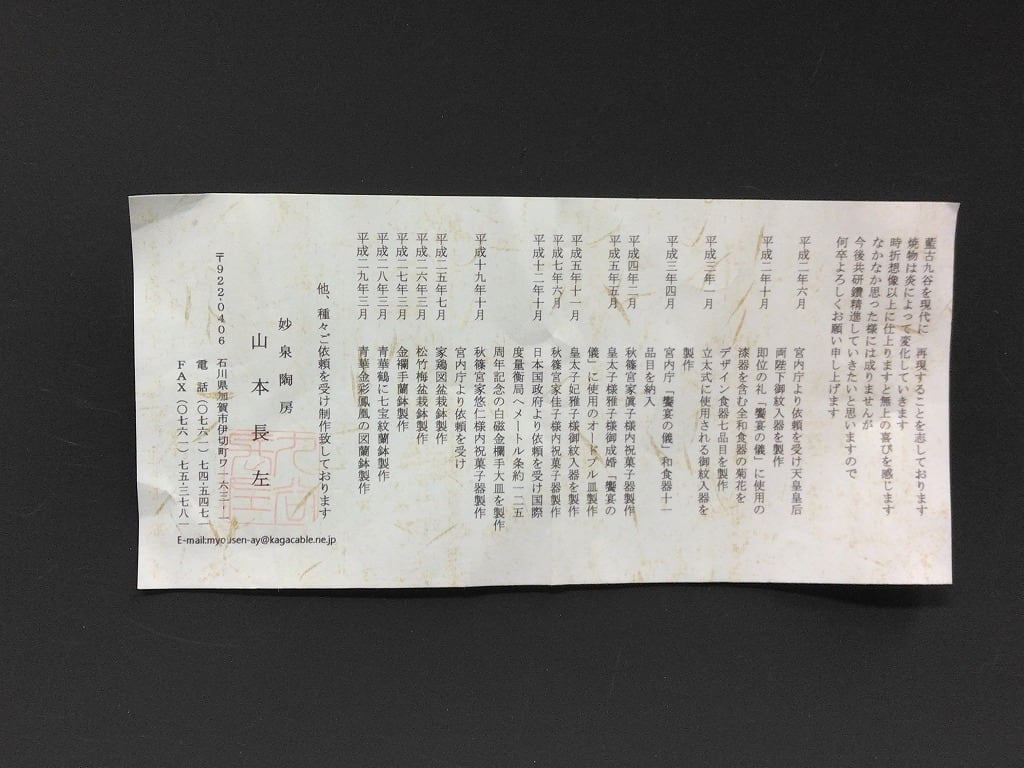 藍古九谷を現代に　再現することを志しております
焼物は炎によって変化していきます
時折想像以上に仕上りますと無上の喜びを感じます
なかなか思った様には成りませんが
今後共研鑽精進していきたいと思いますので
何卒よろしくお願い申し上げます
平成二年六月　宮内庁より依頼を受け天皇皇后
両陛下御紋入器を製作
平成二年十月　即位の礼「饗宴の儀」に使用の
漆器を含む全和食器の菊花を
デザイン食器七品目を製作
平成三年一月　立太式に使用される御紋入器を
製作
平成三年四月　宮内庁「饗宴の儀」和食器十一
品目を納入
平成四年二月　秋篠宮家眞子様内祝菓子器製作
平成五年六月　皇太子様雅子様御成婚「饗宴の
儀」に使用のオードブル皿製作
平成五年十一月　皇太子妃雅子様御紋入器を製作
平成七年六月　秋篠宮家佳子様内祝菓子器製作
平成十二年十月　日本国政府より依頼を受け国際
度量衡局へメートル条約一二五
周年記念の白磁金襴手大皿を製作
平成十九年十月　秋篠宮家悠仁様内祝菓子器製作
宮内庁より依頼を受け
平成二五年七月　家鶏図盆栽鉢製作
平成二六年三月　松竹梅盆栽鉢製作
平成二七年三月　金襴手蘭鉢製作
平成二八年三月　青華鶴に七宝紋蘭鉢製作
平成二九年三月　青華金彩鳳凰の図蘭鉢製作
他、種々ご依頼を受け制作致しております
妙泉陶房
山本長左
〒922-0406　石川県加賀市伊切町ワ一六三ー一
電話（〇七六一）七四・五四七一
ＦＡＸ（〇七六一）七五・三七八一
E-mail:myousen-ay@kagacable.ne.jp